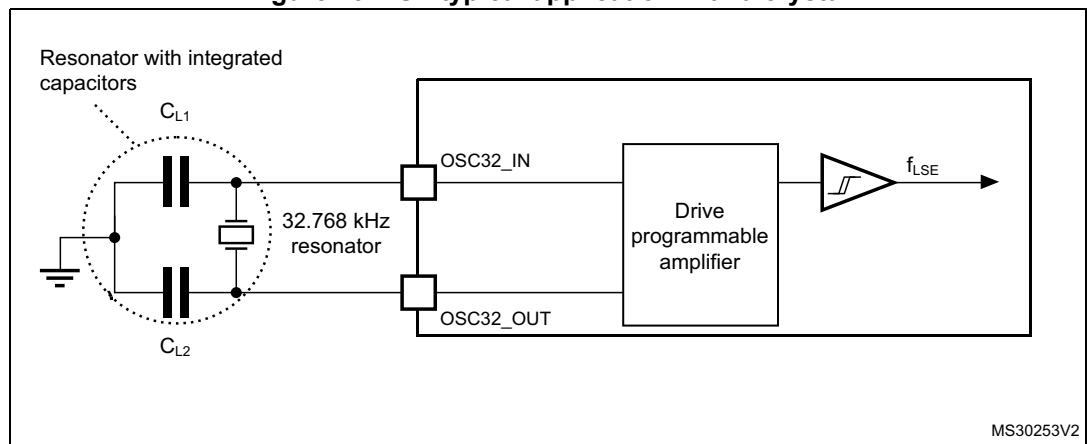 Resonator with integrated
capacitors
CL1
OSC32_IN
fLSE
32.768 kHz
resonator
Drive
programmable
amplifier
OSC32_OUT
CL2
MS30253V2